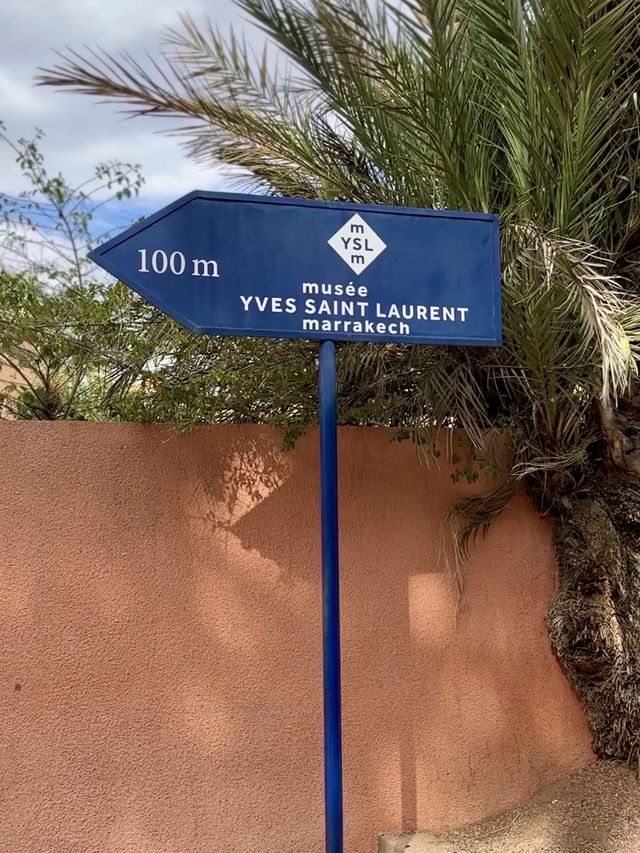 100 m
m
YSL
m
musée
YVES SAINT LAURENT
marrakech